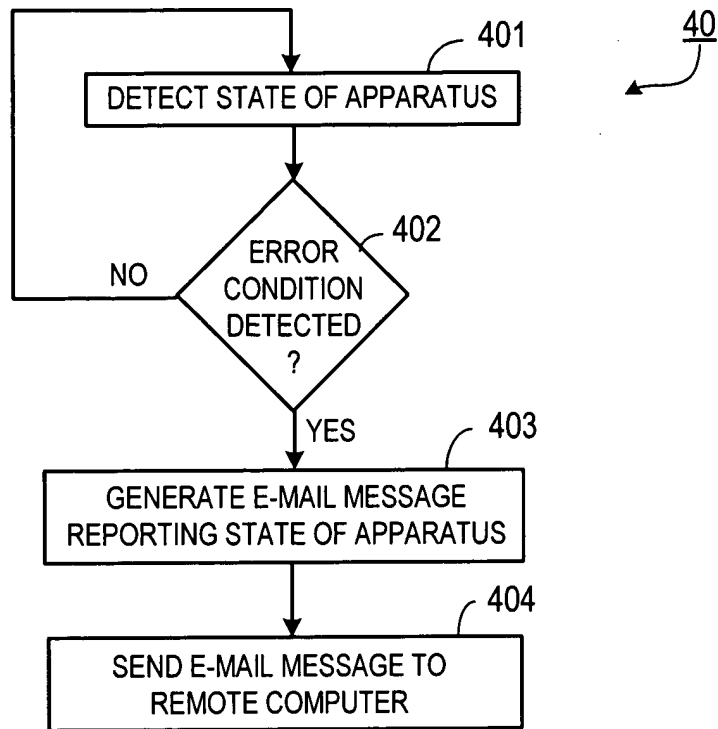 401
40
DETECT STATE OF APPARATUS
402
ERROR
CONDITION
DETECTED
?
NO
YES
403
GENERATE E-MAIL MESSAGE
REPORTING STATE OF APPARATUS
404
SEND E-MAIL MESSAGE TO
REMOTE COMPUTER